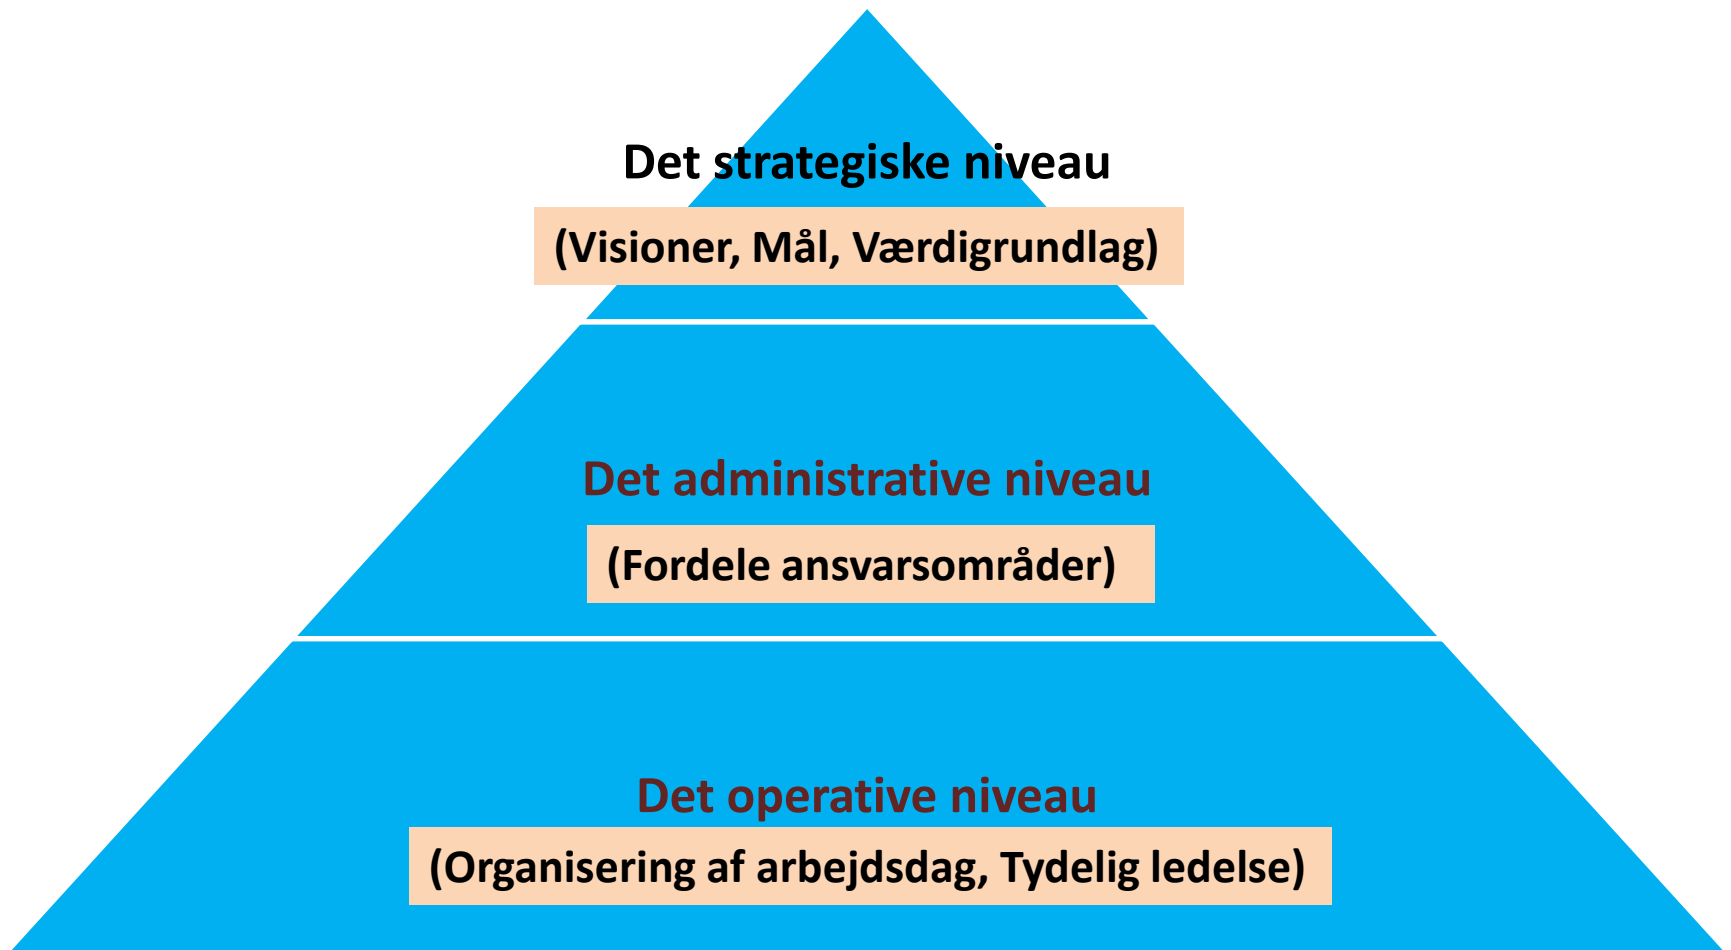 Det strategiske niveau
(Visioner, Mål, Værdigrundlag)
Det administrative niveau
(Fordele ansvarsområder)
Det operative niveau
(Organisering af arbejdsdag, Tydelig ledelse)